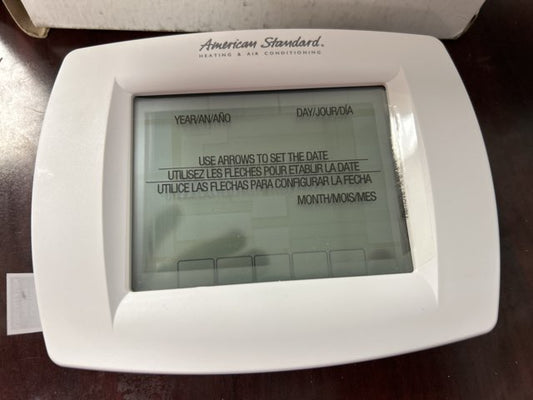 American Standard.
HEATING & AIR CONDITIONING
YEAR/AN/AÑO DAY/JOUR/DÍA
USE ARROWS TO SET THE DATE
UTILISEZ LES FLECHES POUR ETABLIR LA DATE
UTILICE LAS FLECHAS PARA CONFIGURAR LA FECHA
MONTH/MOIS/MES